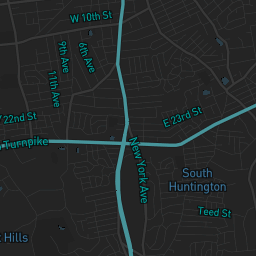 W 10th St
9th Ave
6th Ave
11th Ave
22nd St
E 23rd St
Turnpike
New York Ave
South
Huntington
Teed St
Hills